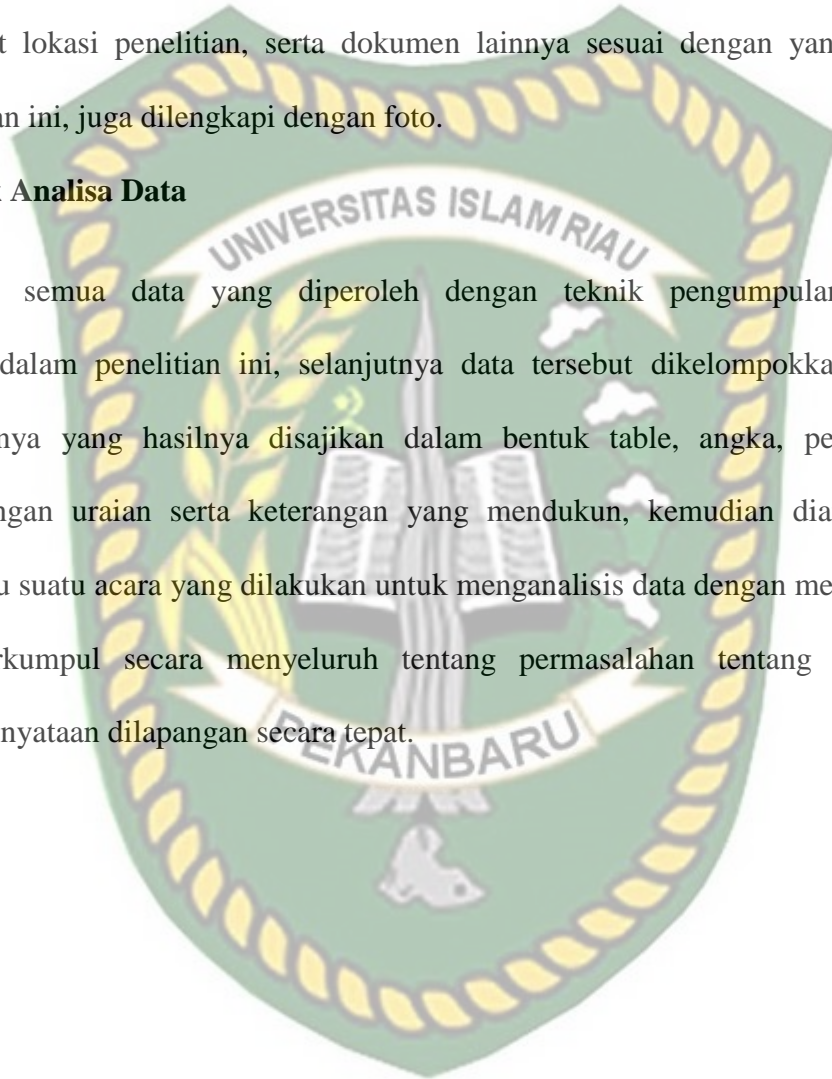 t lokasi penelitian, serta dokumen lainnya sesuai dengan yan
an ini, juga dilengkapi dengan foto.
Analisa Data
UNIVERSITAS ISLAM RIAU
semua data yang diperoleh dengan teknik pengumpulan
dalam penelitian ini, selanjutnya data tersebut dikelompokka
nya yang hasilnya disajikan dalam bentuk table, angka, pe
ngan uraian serta keterangan yang mendukun, kemudian dia
u suatu acara yang dilakukan untuk menganalisis data dengan me
rkumpul secara menyeluruh tentang permasalahan tentang
nyataan dilapangan secara tepat.
PEKANBARU